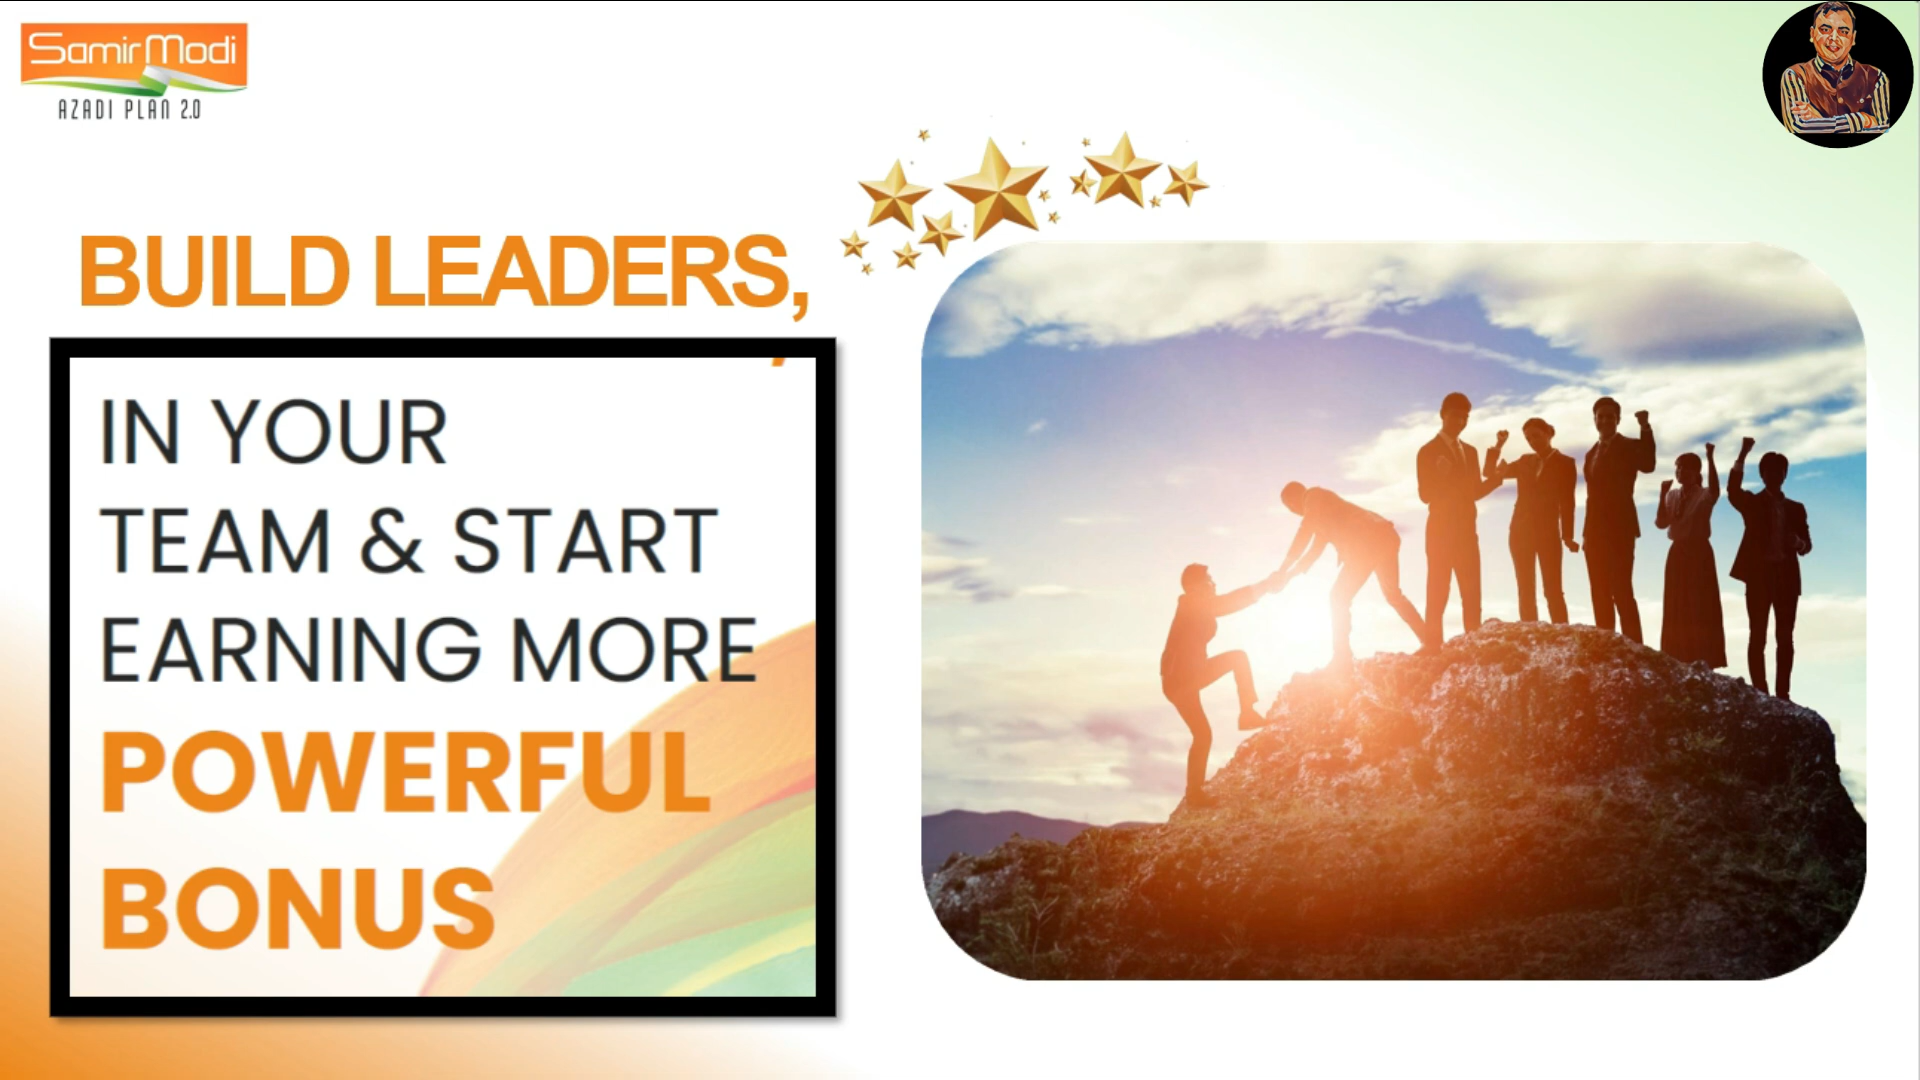 Samir Modi
AZADI PLAN 2.0
BUILD LEADERS,
IN YOUR
TEAM & START
EARNING MORE
POWERFUL
BONUS